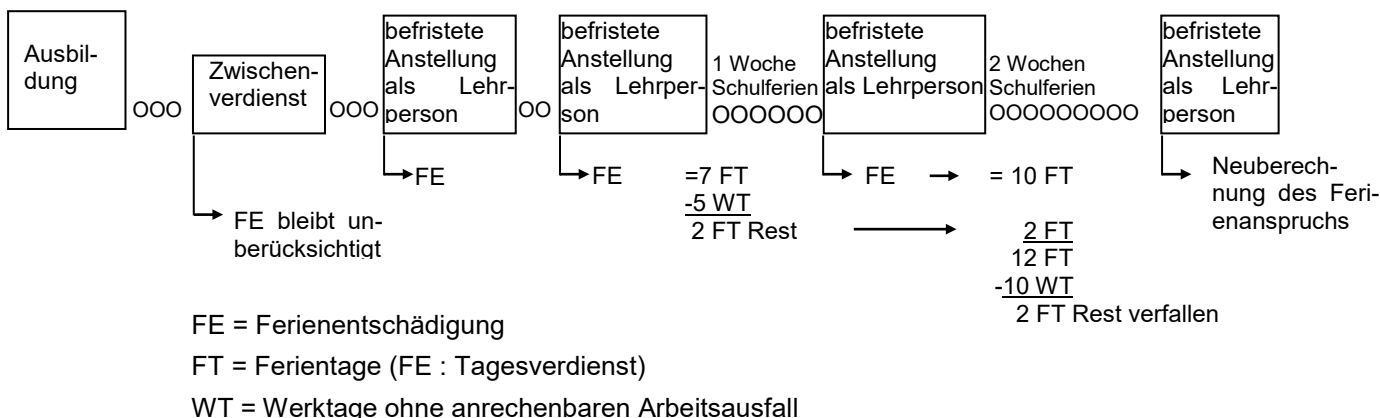 Ausbil-
dung
OOO
Zwischen-
verdienst
OOO
befristete
Anstellung
als Lehr-
person
OO
befristete
Anstellung
als Lehrper-
son
1 Woche
Schulferien
OOOOOO
befristete
Anstellung
als Lehrperson
2 Wochen
Schulferien
OOOOOOOOO
befristete
Anstellung
als Lehr-
person
FE bleibt un-
berücksichtigt
FE
FE
=7 FT
-5 WT
2 FT Rest
FE
= 10 FT
2 FT
12 FT
-10 WT
2 FT Rest verfallen
Neuberech-
nung des Feri-
enanspruchs
FE = Ferienentschädigung
FT = Ferientage (FE : Tagesverdienst)
WT = Werktage ohne anrechenbaren Arbeitsausfall